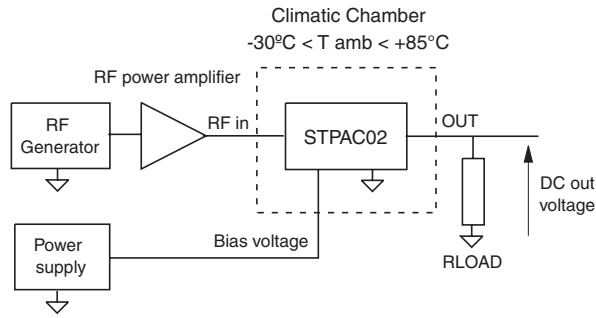 Climatic Chamber
-30ºC < T amb < +85°C
RF power amplifier
RF
Generator
RF in
STPAC02
OUT
DC out
voltage
Bias voltage
Power
supply
RLOAD